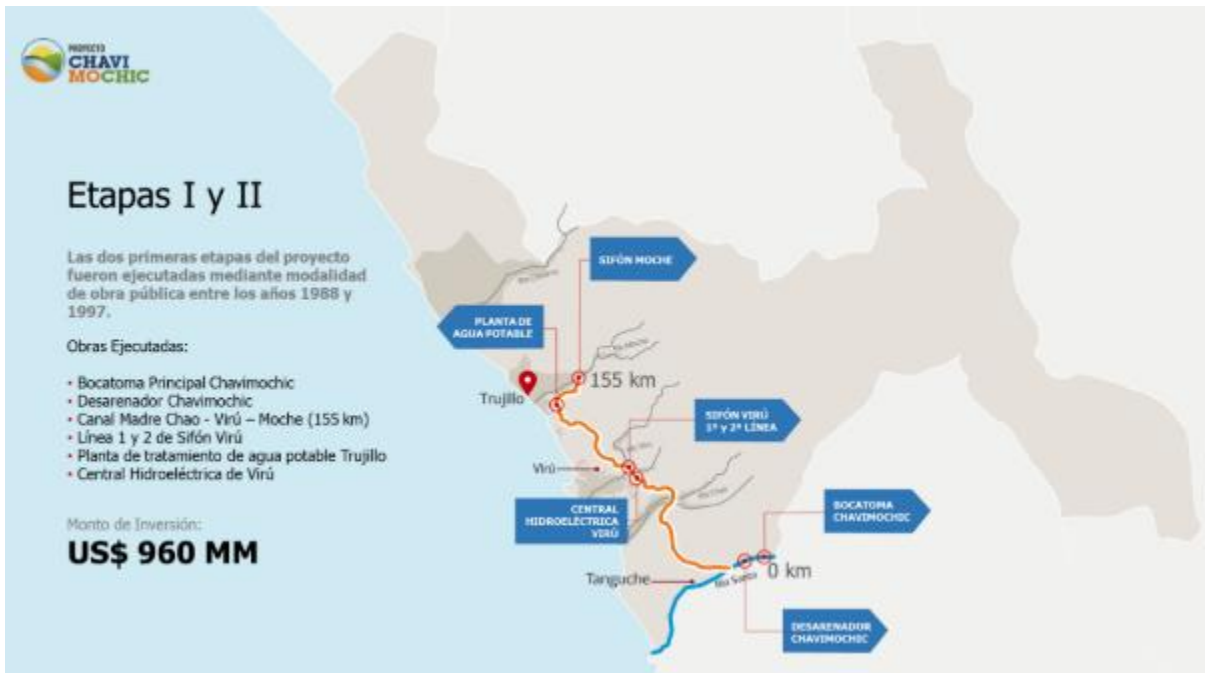 PROYECTO
CHAVI
MOCHIC
Etapas I y II
Las dos primeras etapas del proyecto
fueron ejecutadas mediante modalidad
de obra pública entre los años 1988 y
1997.
Obras Ejecutadas:
• Bocatoma Principal Chavimochic
• Desarenador Chavimochic
• Canal Madre Chao - Virú – Moche (155 km)
• Línea 1 y 2 de Sifón Virú
• Planta de tratamiento de agua potable Trujillo
• Central Hidroeléctrica de Virú
Monto de Inversión:
US$ 960 MM
SIFÓN MOCHE
PLANTA DE
AGUA POTABLE
155 km
Trujillo
SIFÓN VIRÚ
1ª y 2ª LÍNEA
Virú
CENTRAL
HIDROELÉCTRICA
VIRÚ
BOCATOMA
CHAVIMOCHIC
0 km
Tanguche
Río Santa
DESARENADOR
CHAVIMOCHIC